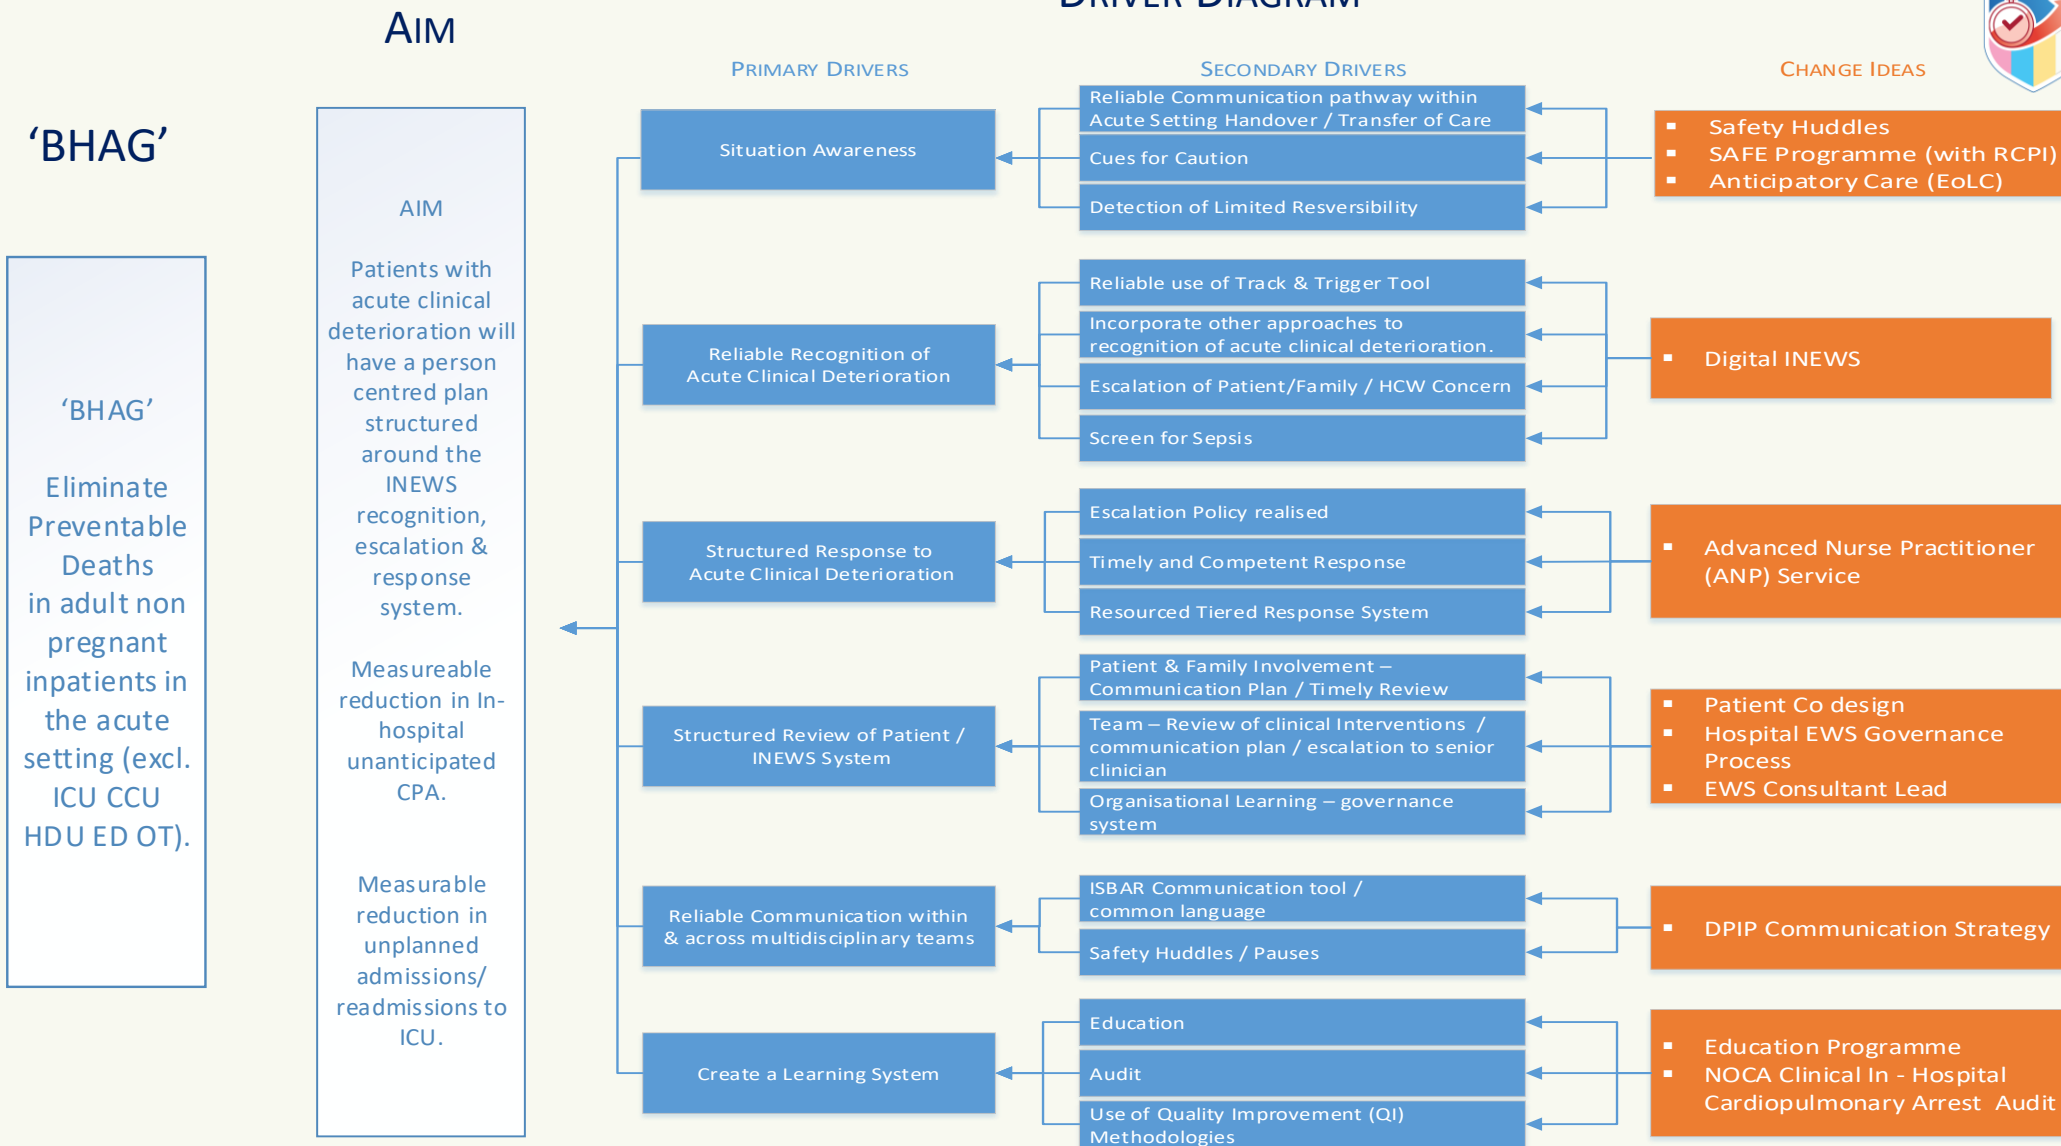 DRIVER DIAGRAM
AIM
PRIMARY DRIVERS
SECONDARY DRIVERS
CHANGE IDEAS
‘BHAG’
‘BHAG’
Eliminate
Preventable
Deaths
in adult non
pregnant
inpatients in
the acute
setting (excl.
ICU CCU
HDU ED OT).
AIM
Patients with
acute clinical
deterioration will
have a person
centred plan
structured
around the
INEWS
recognition,
escalation &
response
system.
Measureable
reduction in In-
hospital
unanticipated
CPA.
Measurable
reduction in
unplanned
admissions/
readmissions to
ICU.
Situation Awareness
Reliable Communication pathway within
Acute Setting Handover / Transfer of Care
Cues for Caution
Detection of Limited Resversibility
▪ Safety Huddles
▪ SAFE Programme (with RCPI)
▪ Anticipatory Care (EoLC)
Reliable Recognition of
Acute Clinical Deterioration
Reliable use of Track & Trigger Tool
Incorporate other approaches to
recognition of acute clinical deterioration.
Escalation of Patient/Family / HCW Concern
Screen for Sepsis
▪ Digital INEWS
Structured Response to
Acute Clinical Deterioration
Escalation Policy realised
Timely and Competent Response
Resourced Tiered Response System
▪ Advanced Nurse Practitioner
(ANP) Service
Structured Review of Patient /
INEWS System
Patient & Family Involvement –
Communication Plan / Timely Review
Team – Review of clinical Interventions /
communication plan / escalation to senior
clinician
Organisational Learning – governance
system
▪ Patient Co design
▪ Hospital EWS Governance
Process
▪ EWS Consultant Lead
Reliable Communication within
& across multidisciplinary teams
ISBAR Communication tool /
common language
Safety Huddles / Pauses
▪ DPIP Communication Strategy
Create a Learning System
Education
Audit
Use of Quality Improvement (QI)
Methodologies
▪ Education Programme
▪ NOCA Clinical In - Hospital
Cardiopulmonary Arrest Audit